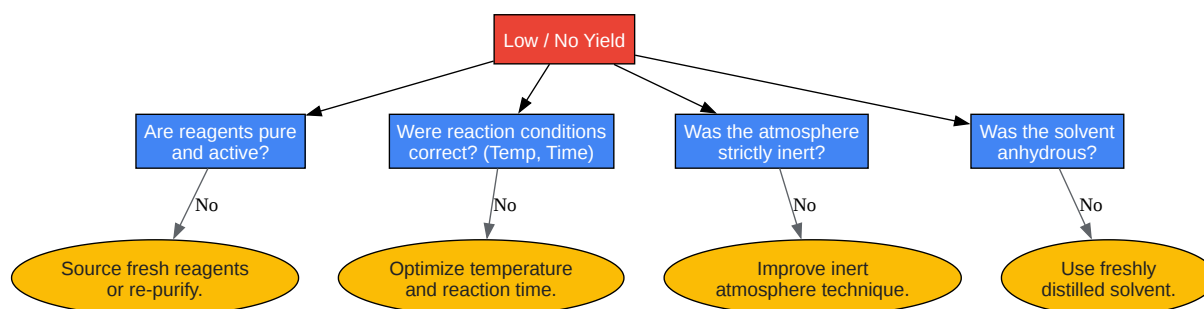 Low / No Yield
Are reagents pure
and active?
Were reaction conditions
correct? (Temp, Time)
Was the atmosphere
strictly inert?
Was the solvent
anhydrous?
No
No
No
No
Source fresh reagents
or re-purify.
Optimize temperature
and reaction time.
Improve inert
atmosphere technique.
Use freshly
distilled solvent.